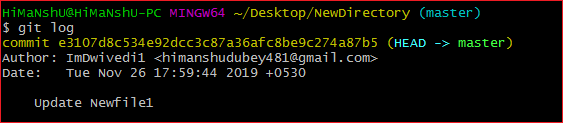 HiMaNshU@HiMaNshU-PC MINGW64 ~/Desktop/NewDirectory (master)
$ git log
commit e3107d8c534e92dcc3c87a36afc8be9c274a87b5 (HEAD -> master)
Author: ImDwivedi1 <himanshudubey481@gmail.com>
Date:   Tue Nov 26 17:59:44 2019 +0530
    Update Newfile1